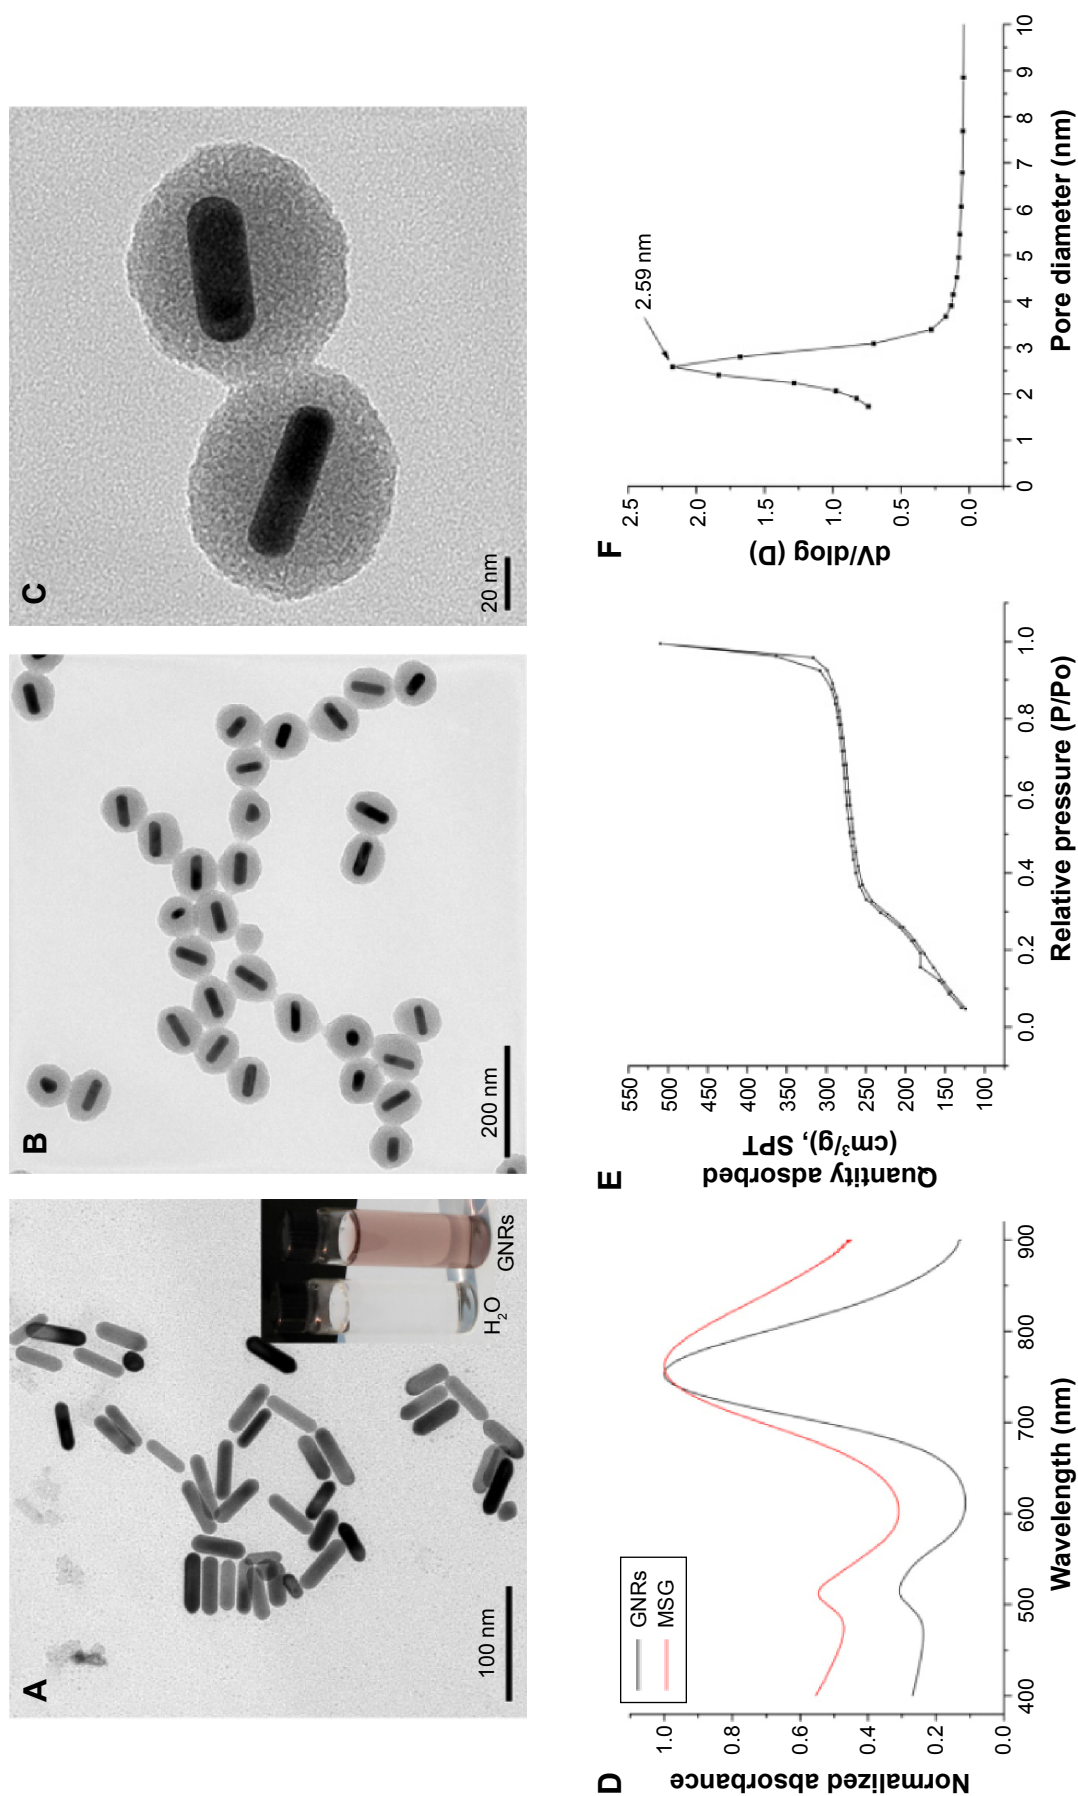 A
100 nm
H₂O
GNRs
B
200 nm
C
20 nm
D
Normalized absorbance
1.0
0.8
0.6
0.4
0.2
0.0
GNRs
MSG
400
500
600
700
800
900
Wavelength (nm)
E
Quantity adsorbed
(cm³/g), SPT
550
500
450
400
350
300
250
200
150
100
0.0
0.2
0.4
0.6
0.8
1.0
Relative pressure (P/Po)
F
dV/dlog (D)
2.5
2.0
1.5
1.0
0.5
0.0
2.59 nm
0
1
2
3
4
5
6
7
8
9
10
Pore diameter (nm)